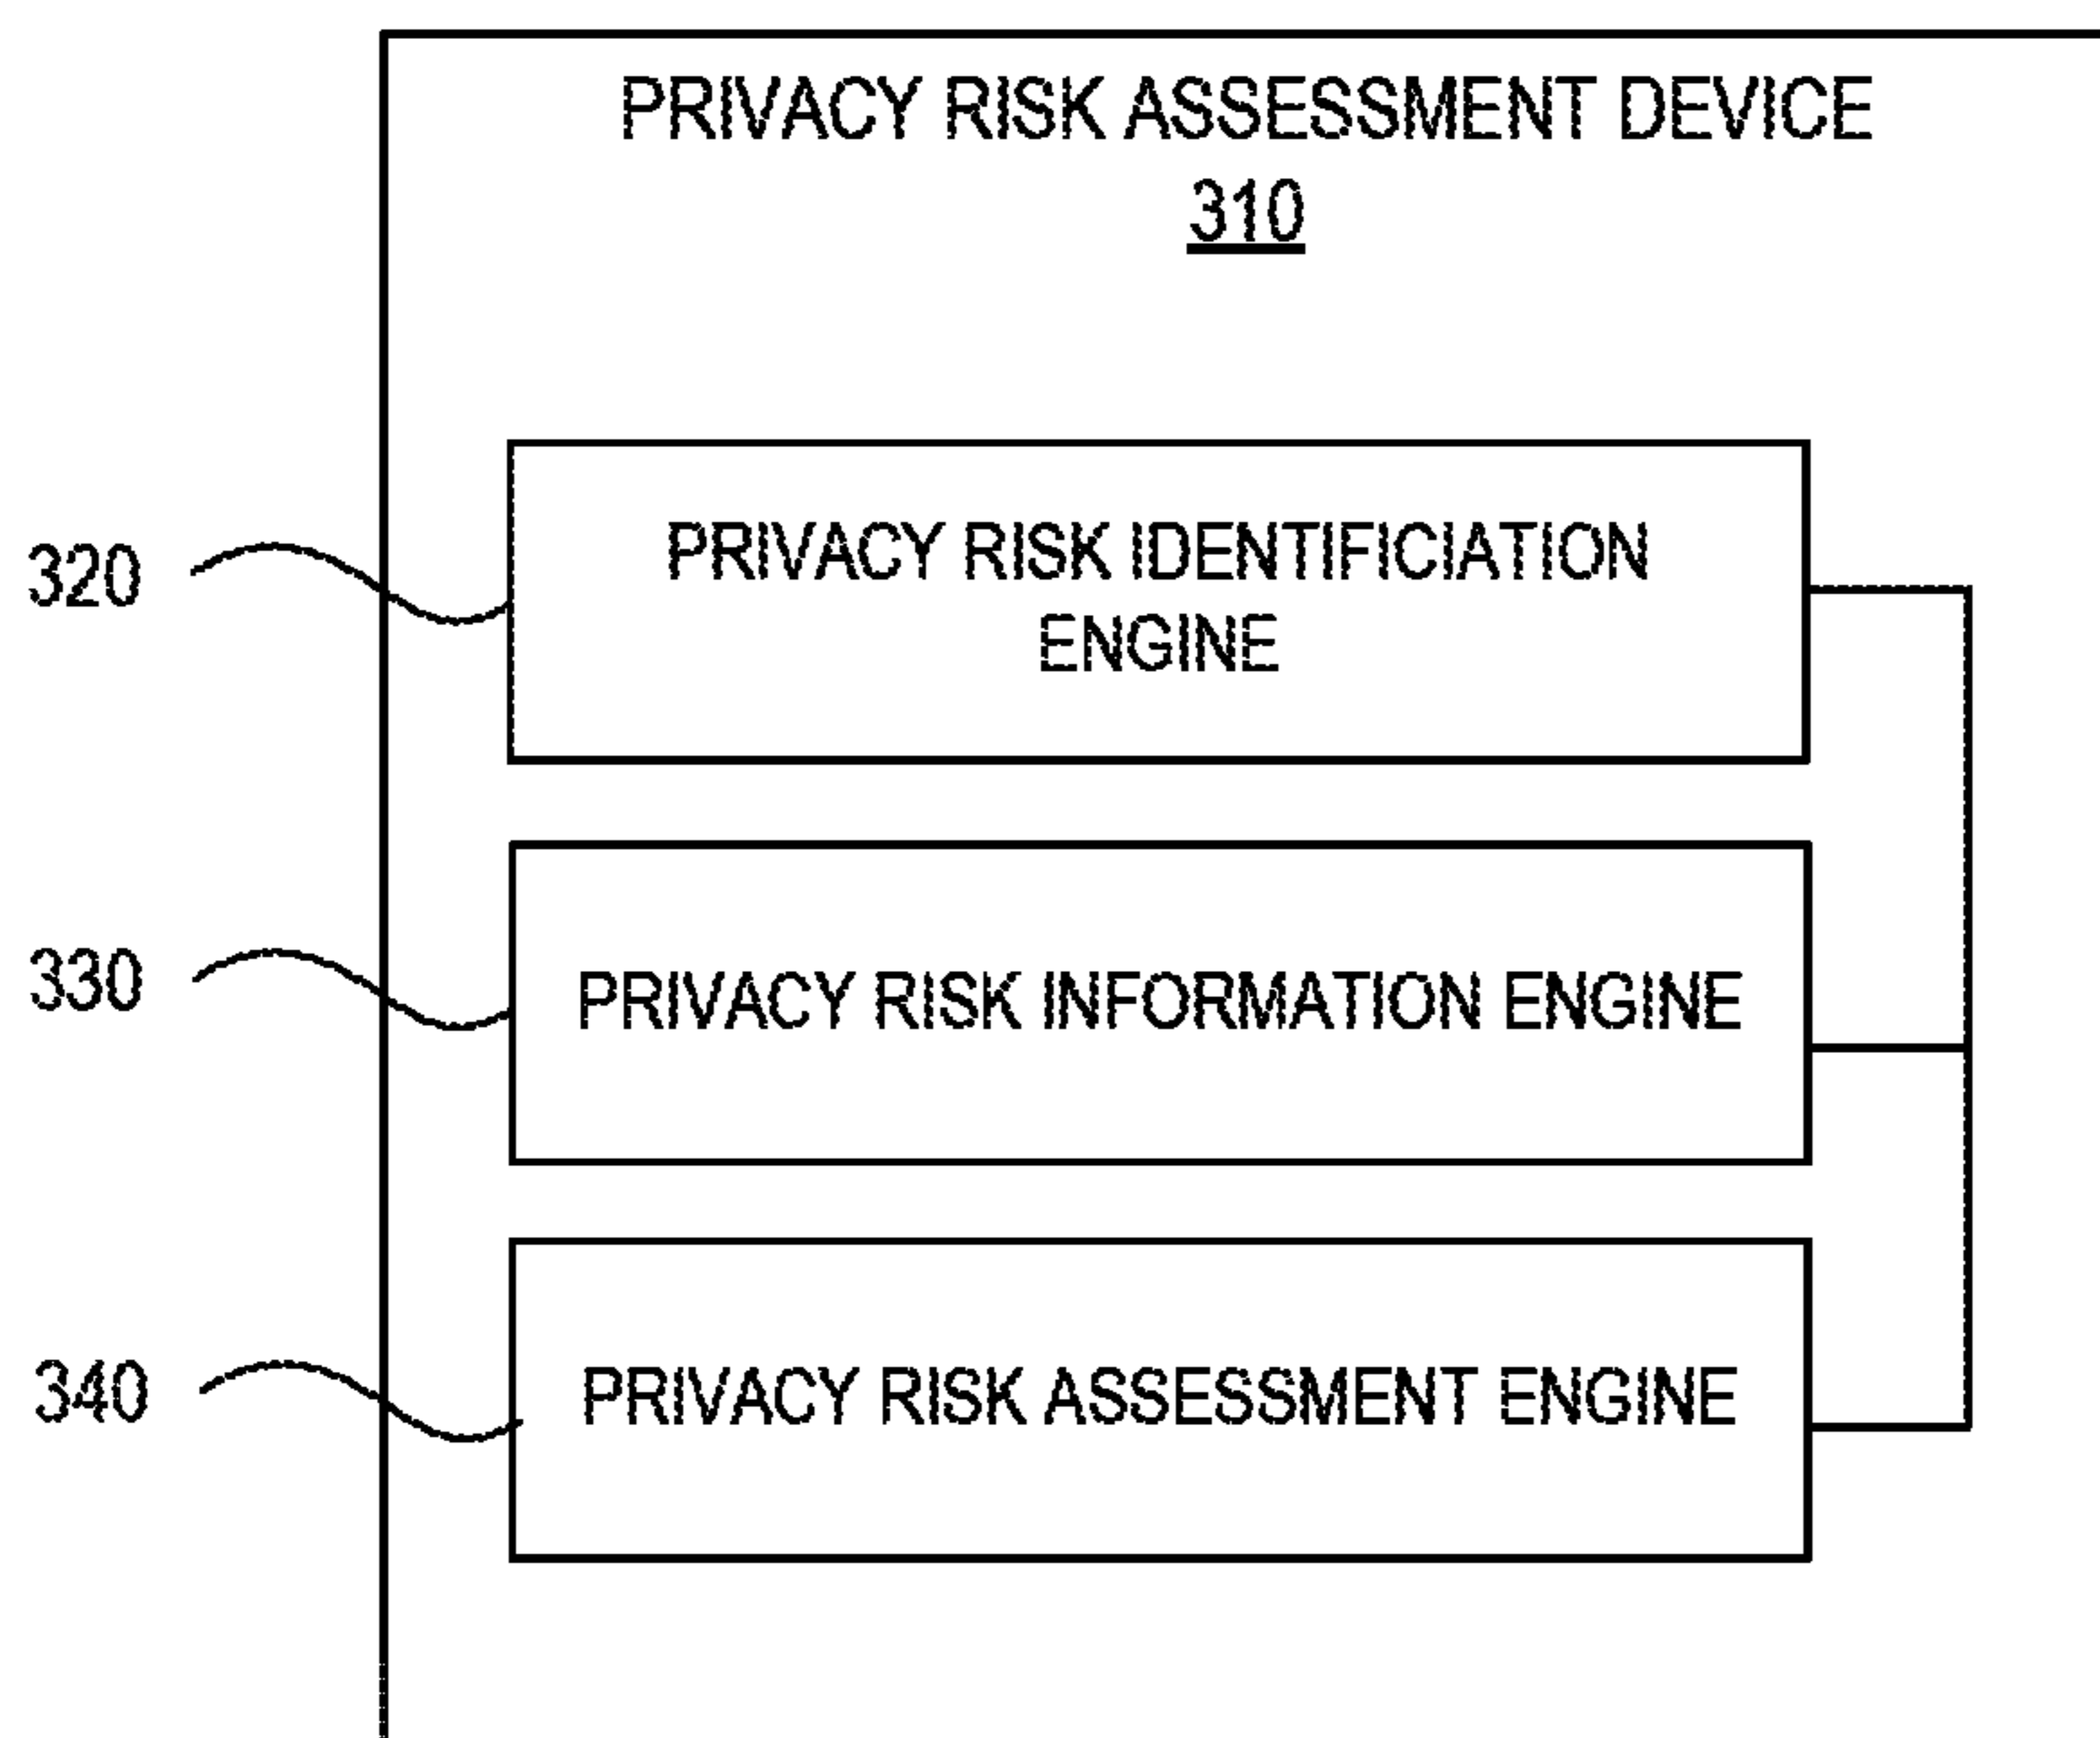 PRIVACY RISK ASSESSMENT DEVICE
310
320
PRIVACY RISK IDENTIFICIATION
ENGINE
330
PRIVACY RISK INFORMATION ENGINE
340
PRIVACY RISK ASSESSMENT ENGINE